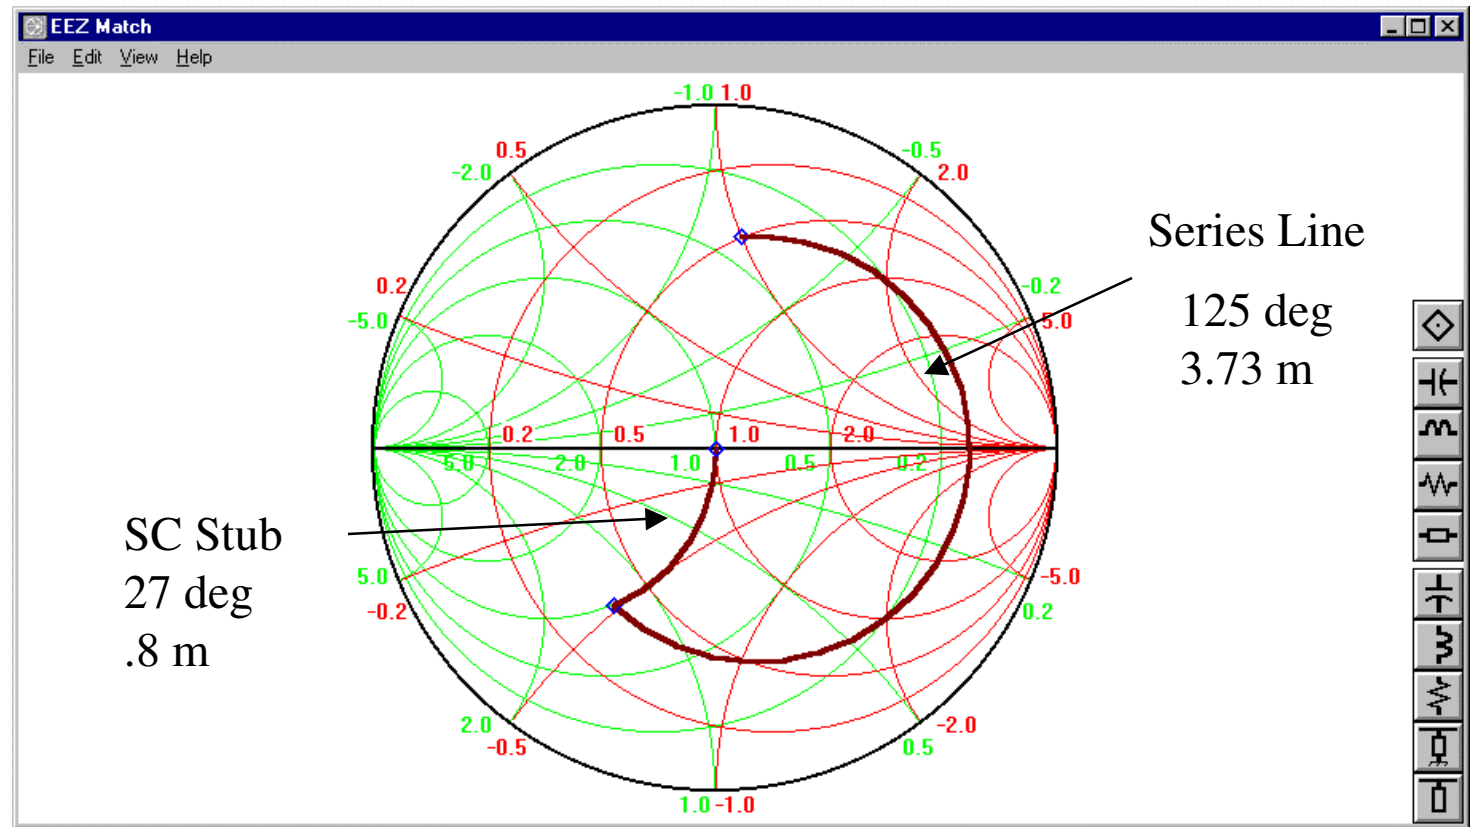 EEZ Match
File Edit View Help
-1.0 1.0
0.5 -0.5
-2.0 2.0
Series Line
0.2 -0.2
-5.0 5.0
125 deg
3.73 m
0.2 0.5 1.0 2.0
5.0 2.0 1.0 0.5 0.2
SC Stub
27 deg
.8 m
5.0 -5.0
-0.2 0.2
2.0 -2.0
-0.5 0.5
1.0 -1.0